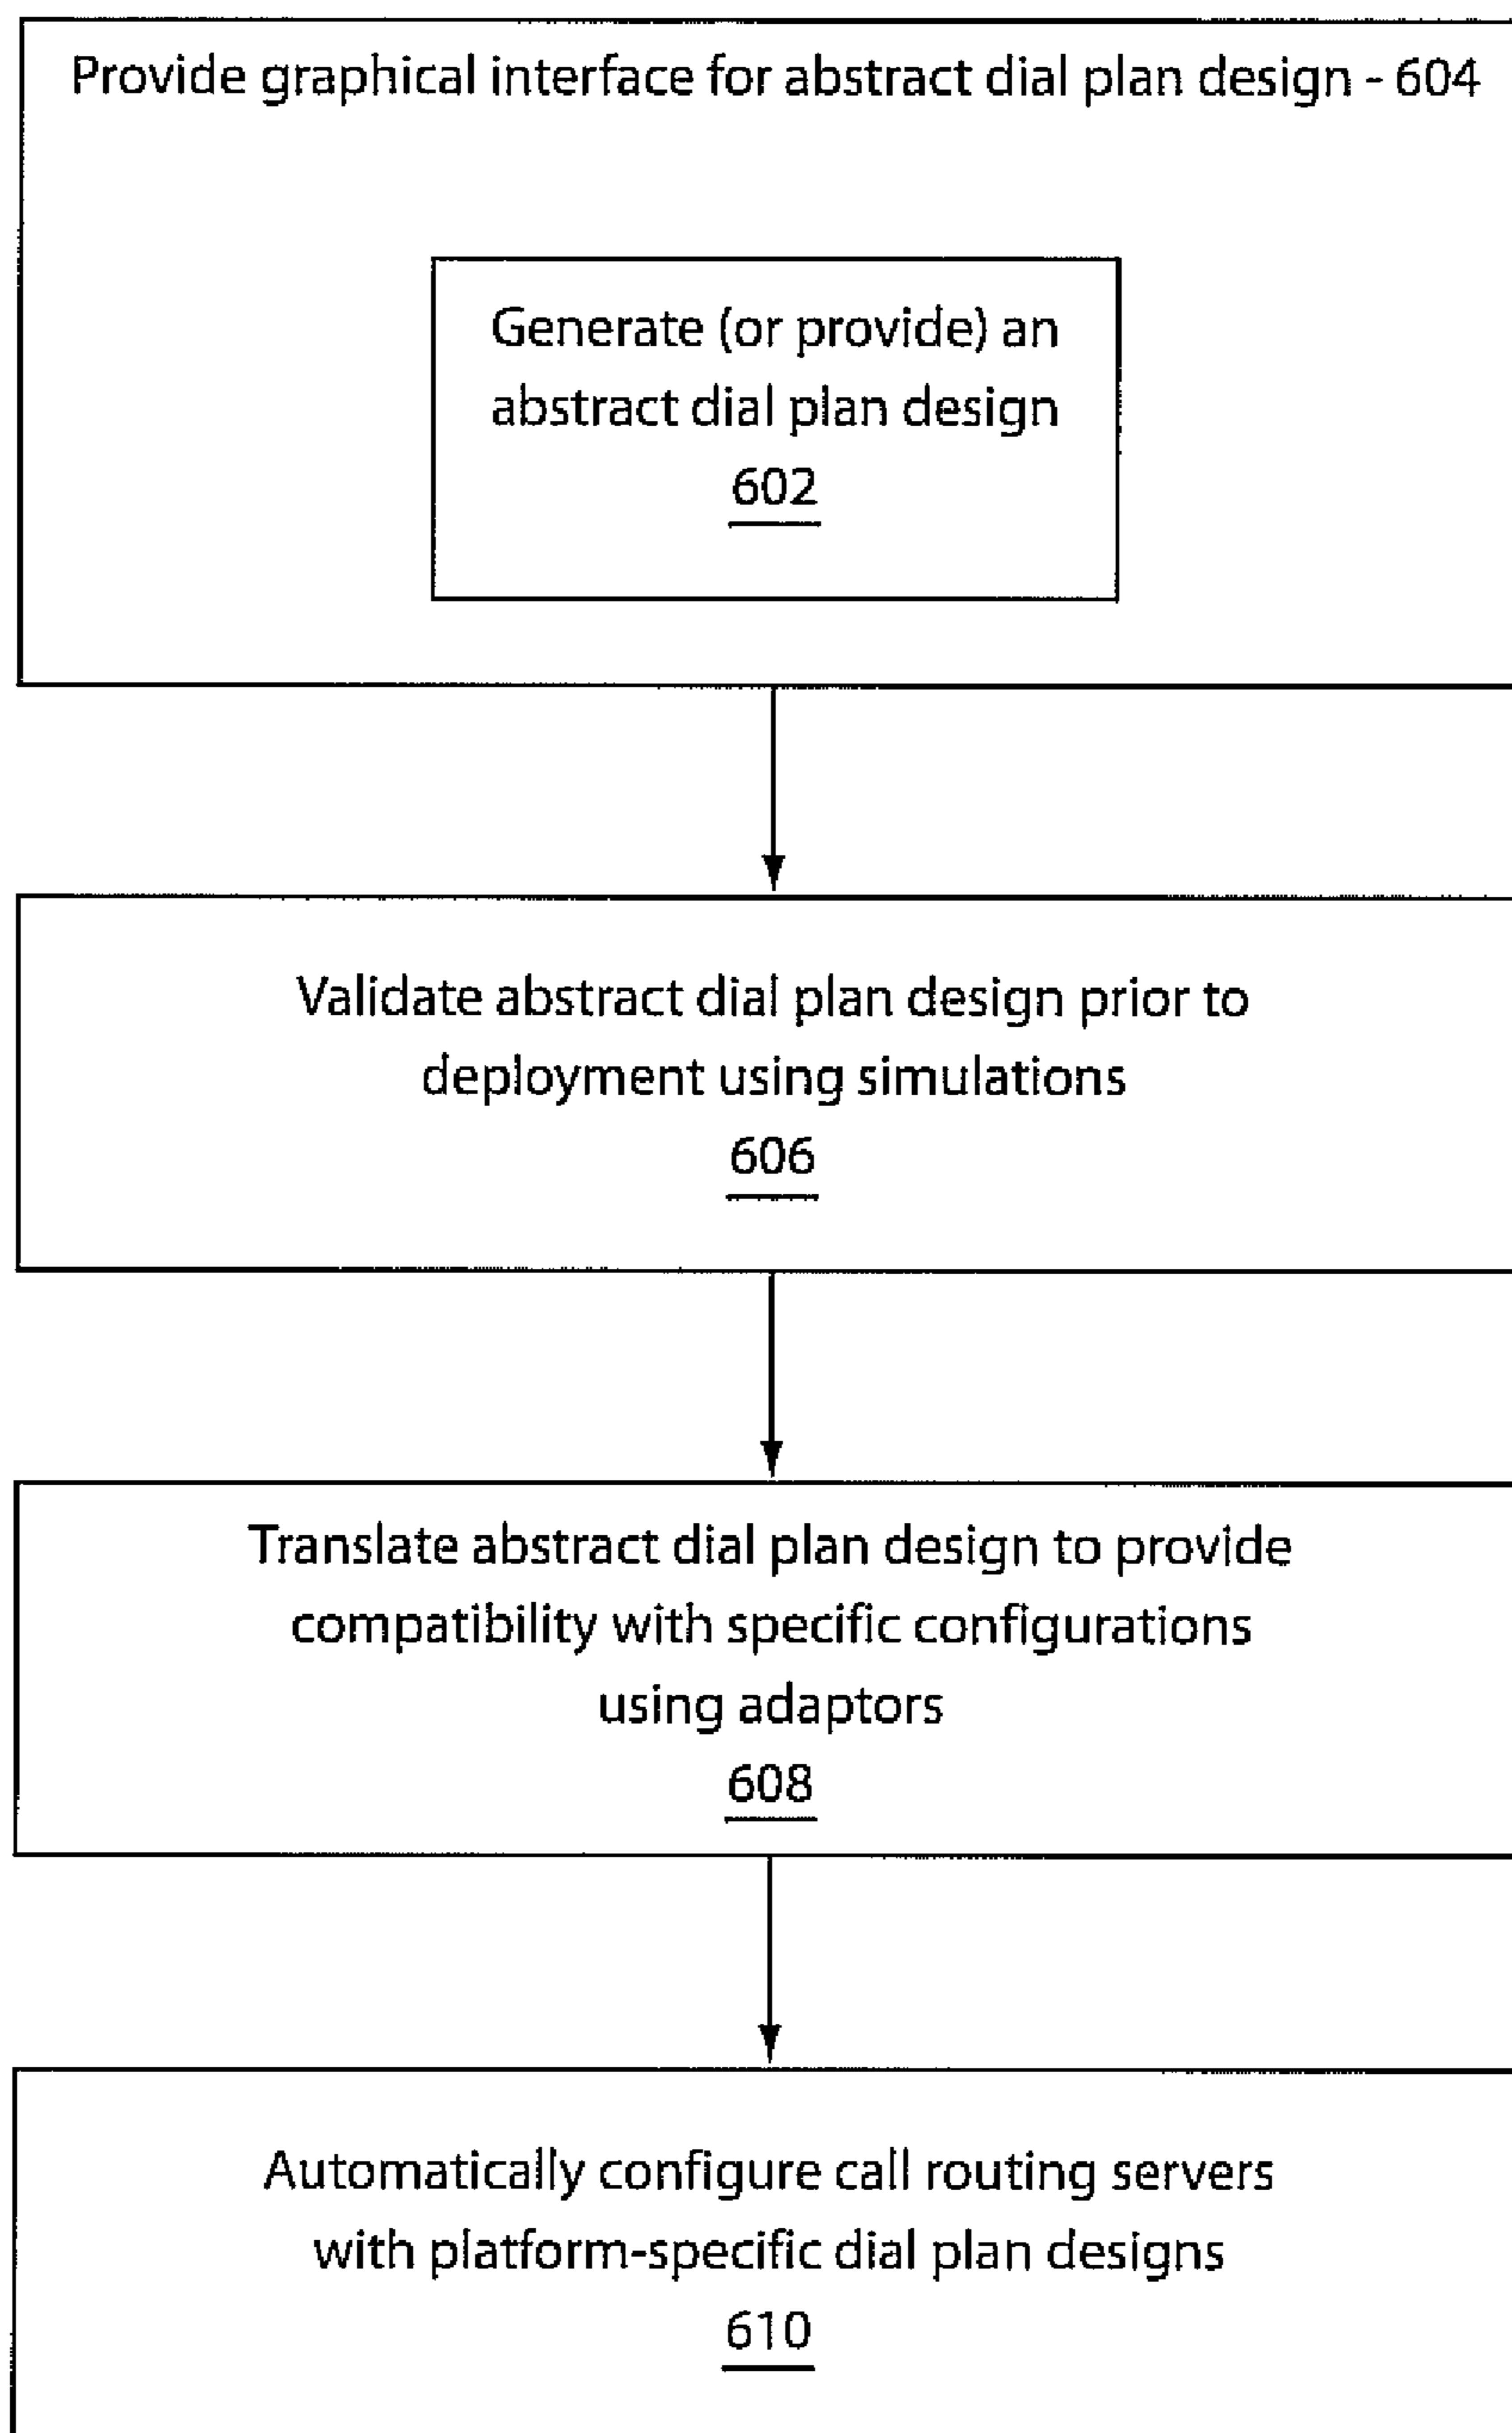 Provide graphical interface for abstract dial plan design - 604
Generate (or provide) an
abstract dial plan design
602
Validate abstract dial plan design prior to
deployment using simulations
606
Translate abstract dial plan design to provide
compatibility with specific configurations
using adaptors
608
Automatically configure call routing servers
with platform-specific dial plan designs
610